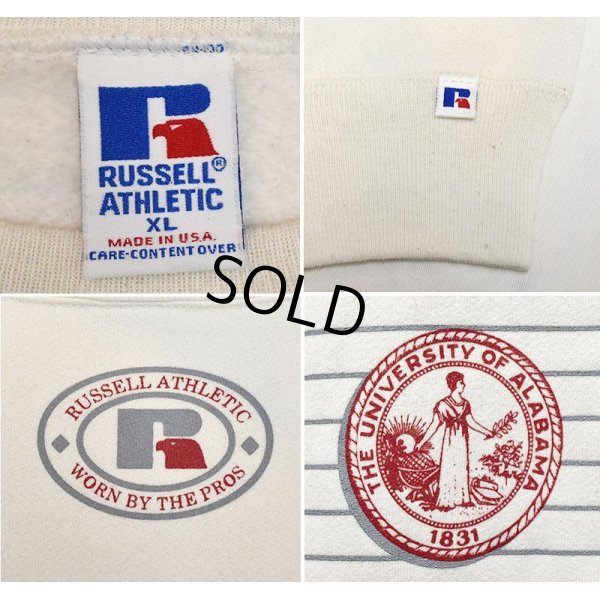 RUSSELL®
ATHLETIC
XL
MADE IN U.S.A.
CARE-CONTENT OVER
R
SOLD
RUSSELL ATHLETIC
R
WORN BY THE PROS
THE UNIVERSITY OF ALABAMA
1831